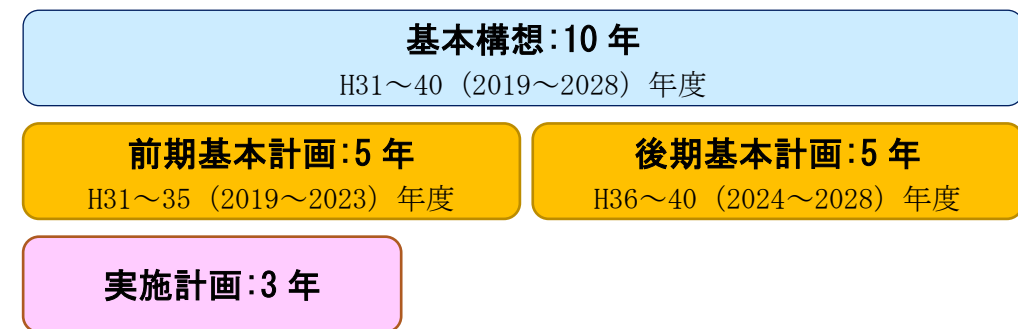 基本構想：10 年
H31～40（2019～2028）年度
前期基本計画：5 年
H31～35（2019～2023）年度
後期基本計画：5 年
H36～40（2024～2028）年度
実施計画：3 年